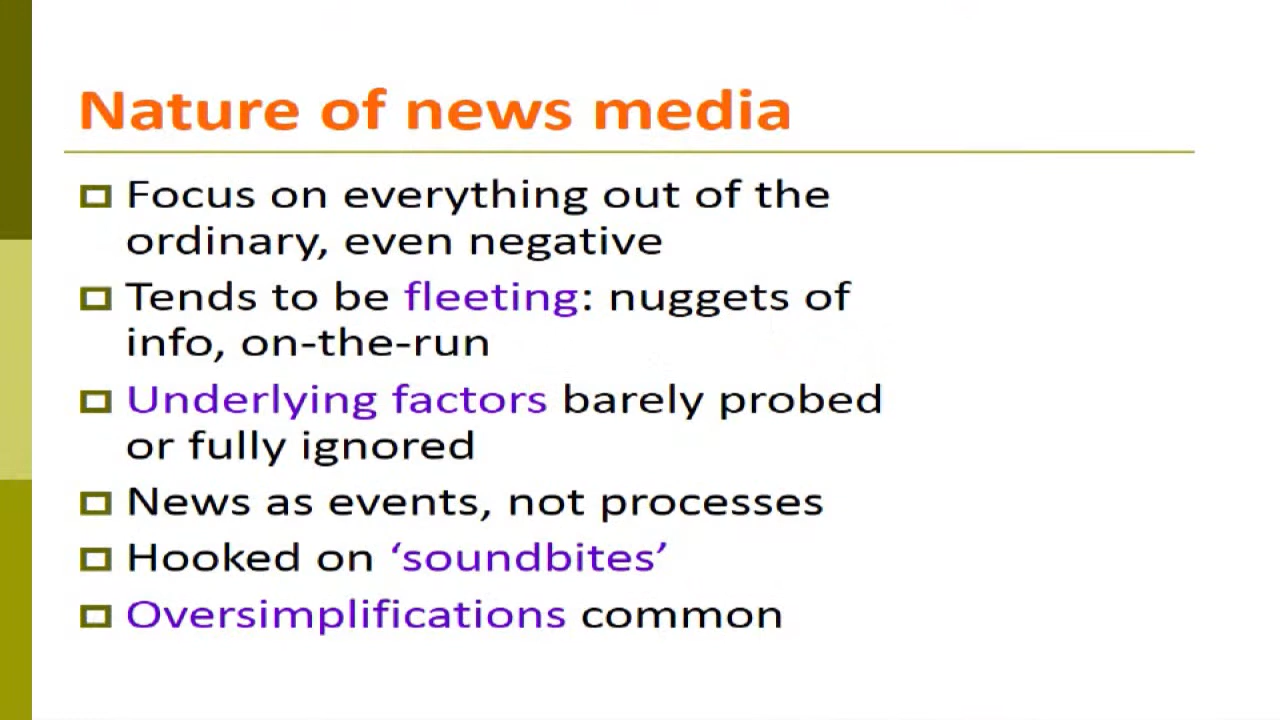 Nature of news media
Focus on everything out of the
ordinary, even negative
Tends to be fleeting: nuggets of
info, on-the-run
Underlying factors barely probed
or fully ignored
News as events, not processes
Hooked on ‘soundbites’
Oversimplifications common